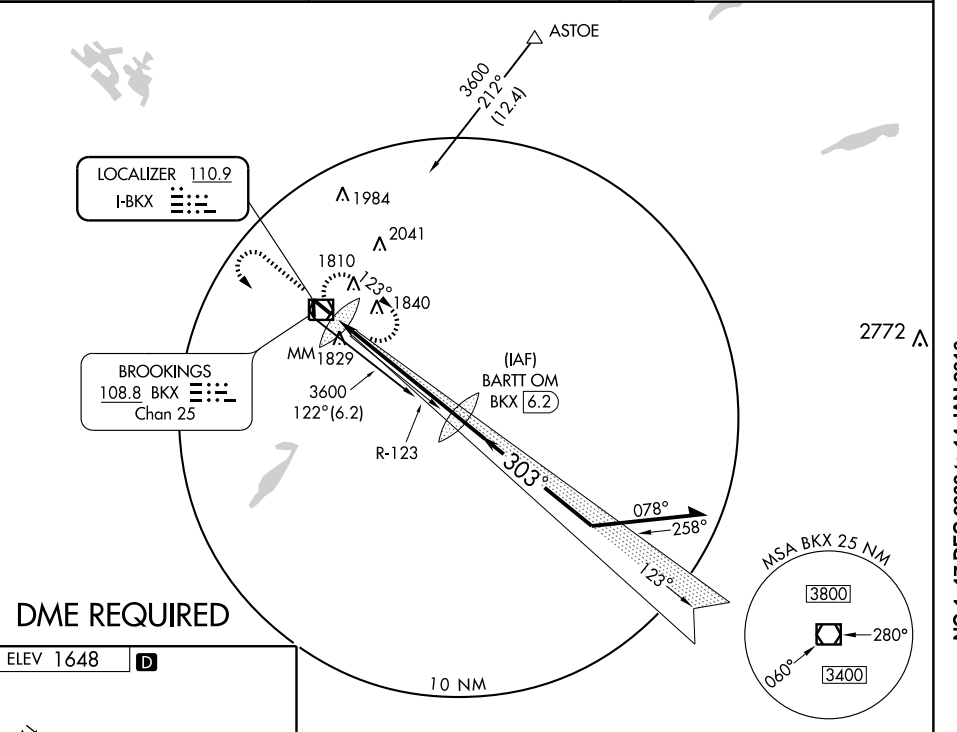 ASTOE
3600
212°
(12.4)
LOCALIZER 110.9
I-BKX
1984
2041
1810
123°
1840
2772
MM
1829
BROOKINGS
108.8 BKX
Chan 25
3600
122° (6.2)
(IAF)
BARTT OM
BKX 6.2
R-123
303°
078°
258°
123°
MSA BKX 25 NM
3800
280°
060°
3400
DME REQUIRED
ELEV 1648 D
10 NM